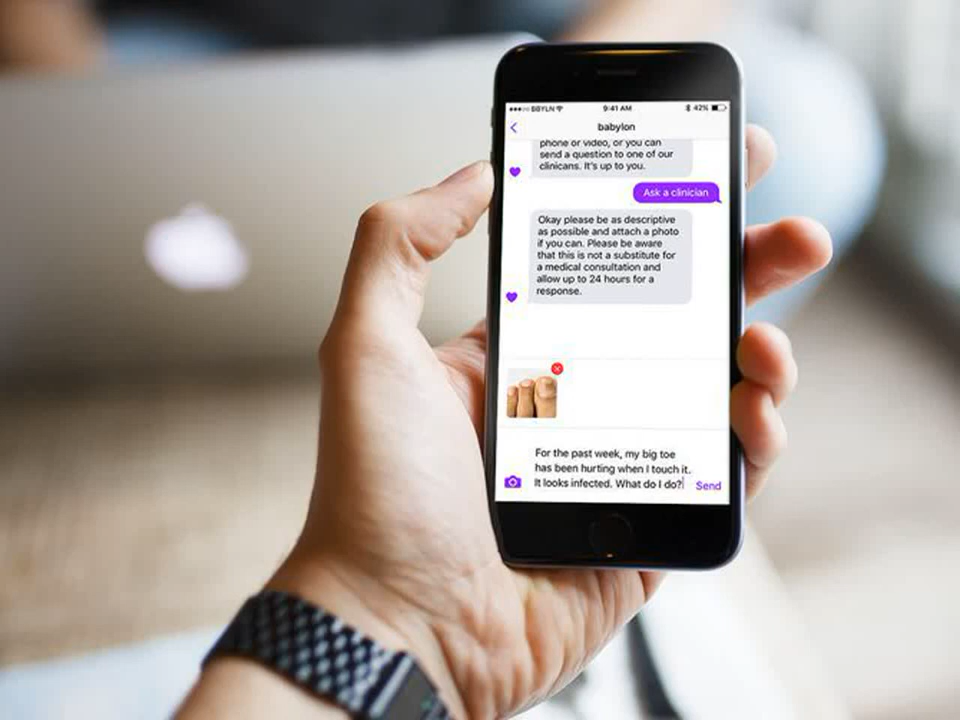 BBYLN 9:41 AM 42%
babylon
phone or video, or you can
send a question to one of our
clinicans. It's up to you.
Ask a clinician
Okay please be as descriptive
as possible and attach a photo
if you can. Please be aware
that this is not a substitute for
a medical consultation and
allow up to 24 hours for a
response.
For the past week, my big toe
has been hurting when I touch it.
It looks infected. What do I do?
Send